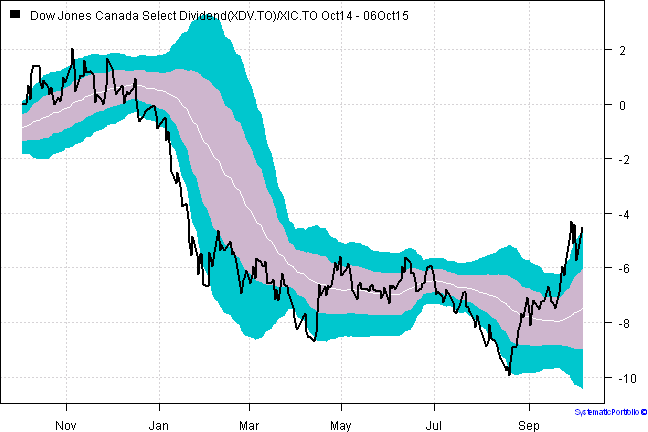 Dow Jones Canada Select Dividend(XDV.TO)/XIC.TO Oct14 - 06Oct15
2
0
-2
-4
-6
-8
-10
Nov Jan Mar May Jul Sep
SystematicPortfolio ©